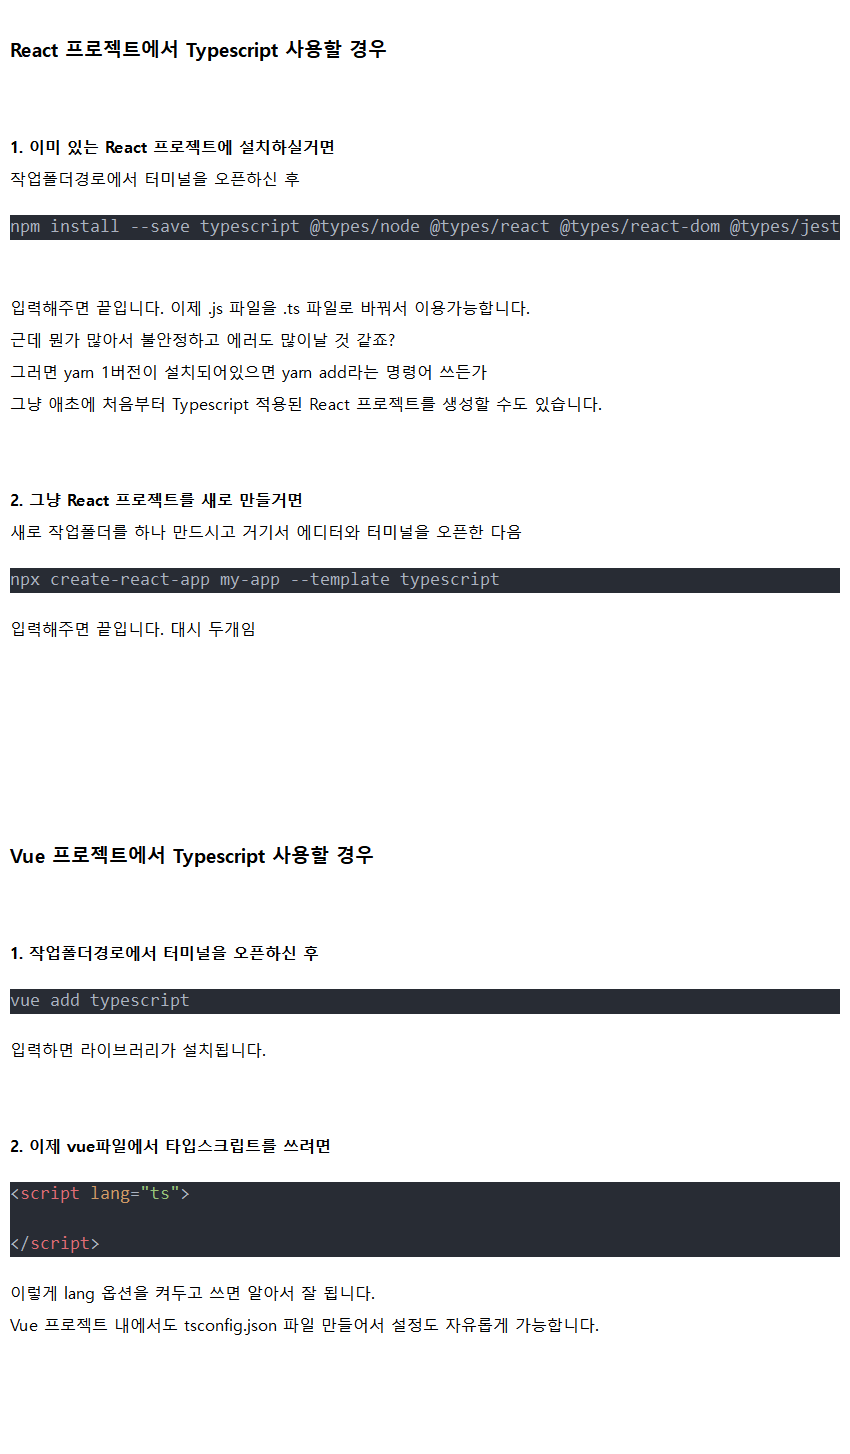 React 프로젝트에서 Typescript 사용할 경우
1. 이미 있는 React 프로젝트에 설치하실거면
작업폴더경로에서 터미널을 오픈하신 후
npm install --save typescript @types/node @types/react @types/react-dom @types/jest
입력해주면 끝입니다. 이제 .js 파일을 .ts 파일로 바꿔서 이용가능합니다.
근데 뭔가 많아서 불안정하고 에러도 많이날 것 같죠?
그러면 yarn 1버전이 설치되어있으면 yarn add라는 명령어 쓰든가
그냥 애초에 처음부터 Typescript 적용된 React 프로젝트를 생성할 수도 있습니다.
2. 그냥 React 프로젝트를 새로 만들거면
새로 작업폴더를 하나 만드시고 거기서 에디터와 터미널을 오픈한 다음
npx create-react-app my-app --template typescript
입력해주면 끝입니다. 대시 두개임
Vue 프로젝트에서 Typescript 사용할 경우
1. 작업폴더경로에서 터미널을 오픈하신 후
vue add typescript
입력하면 라이브러리가 설치됩니다.
2. 이제 vue파일에서 타입스크립트를 쓰려면
<script lang="ts">
</script>
이렇게 lang 옵션을 켜두고 쓰면 알아서 잘 됩니다.
Vue 프로젝트 내에서도 tsconfig.json 파일 만들어서 설정도 자유롭게 가능합니다.